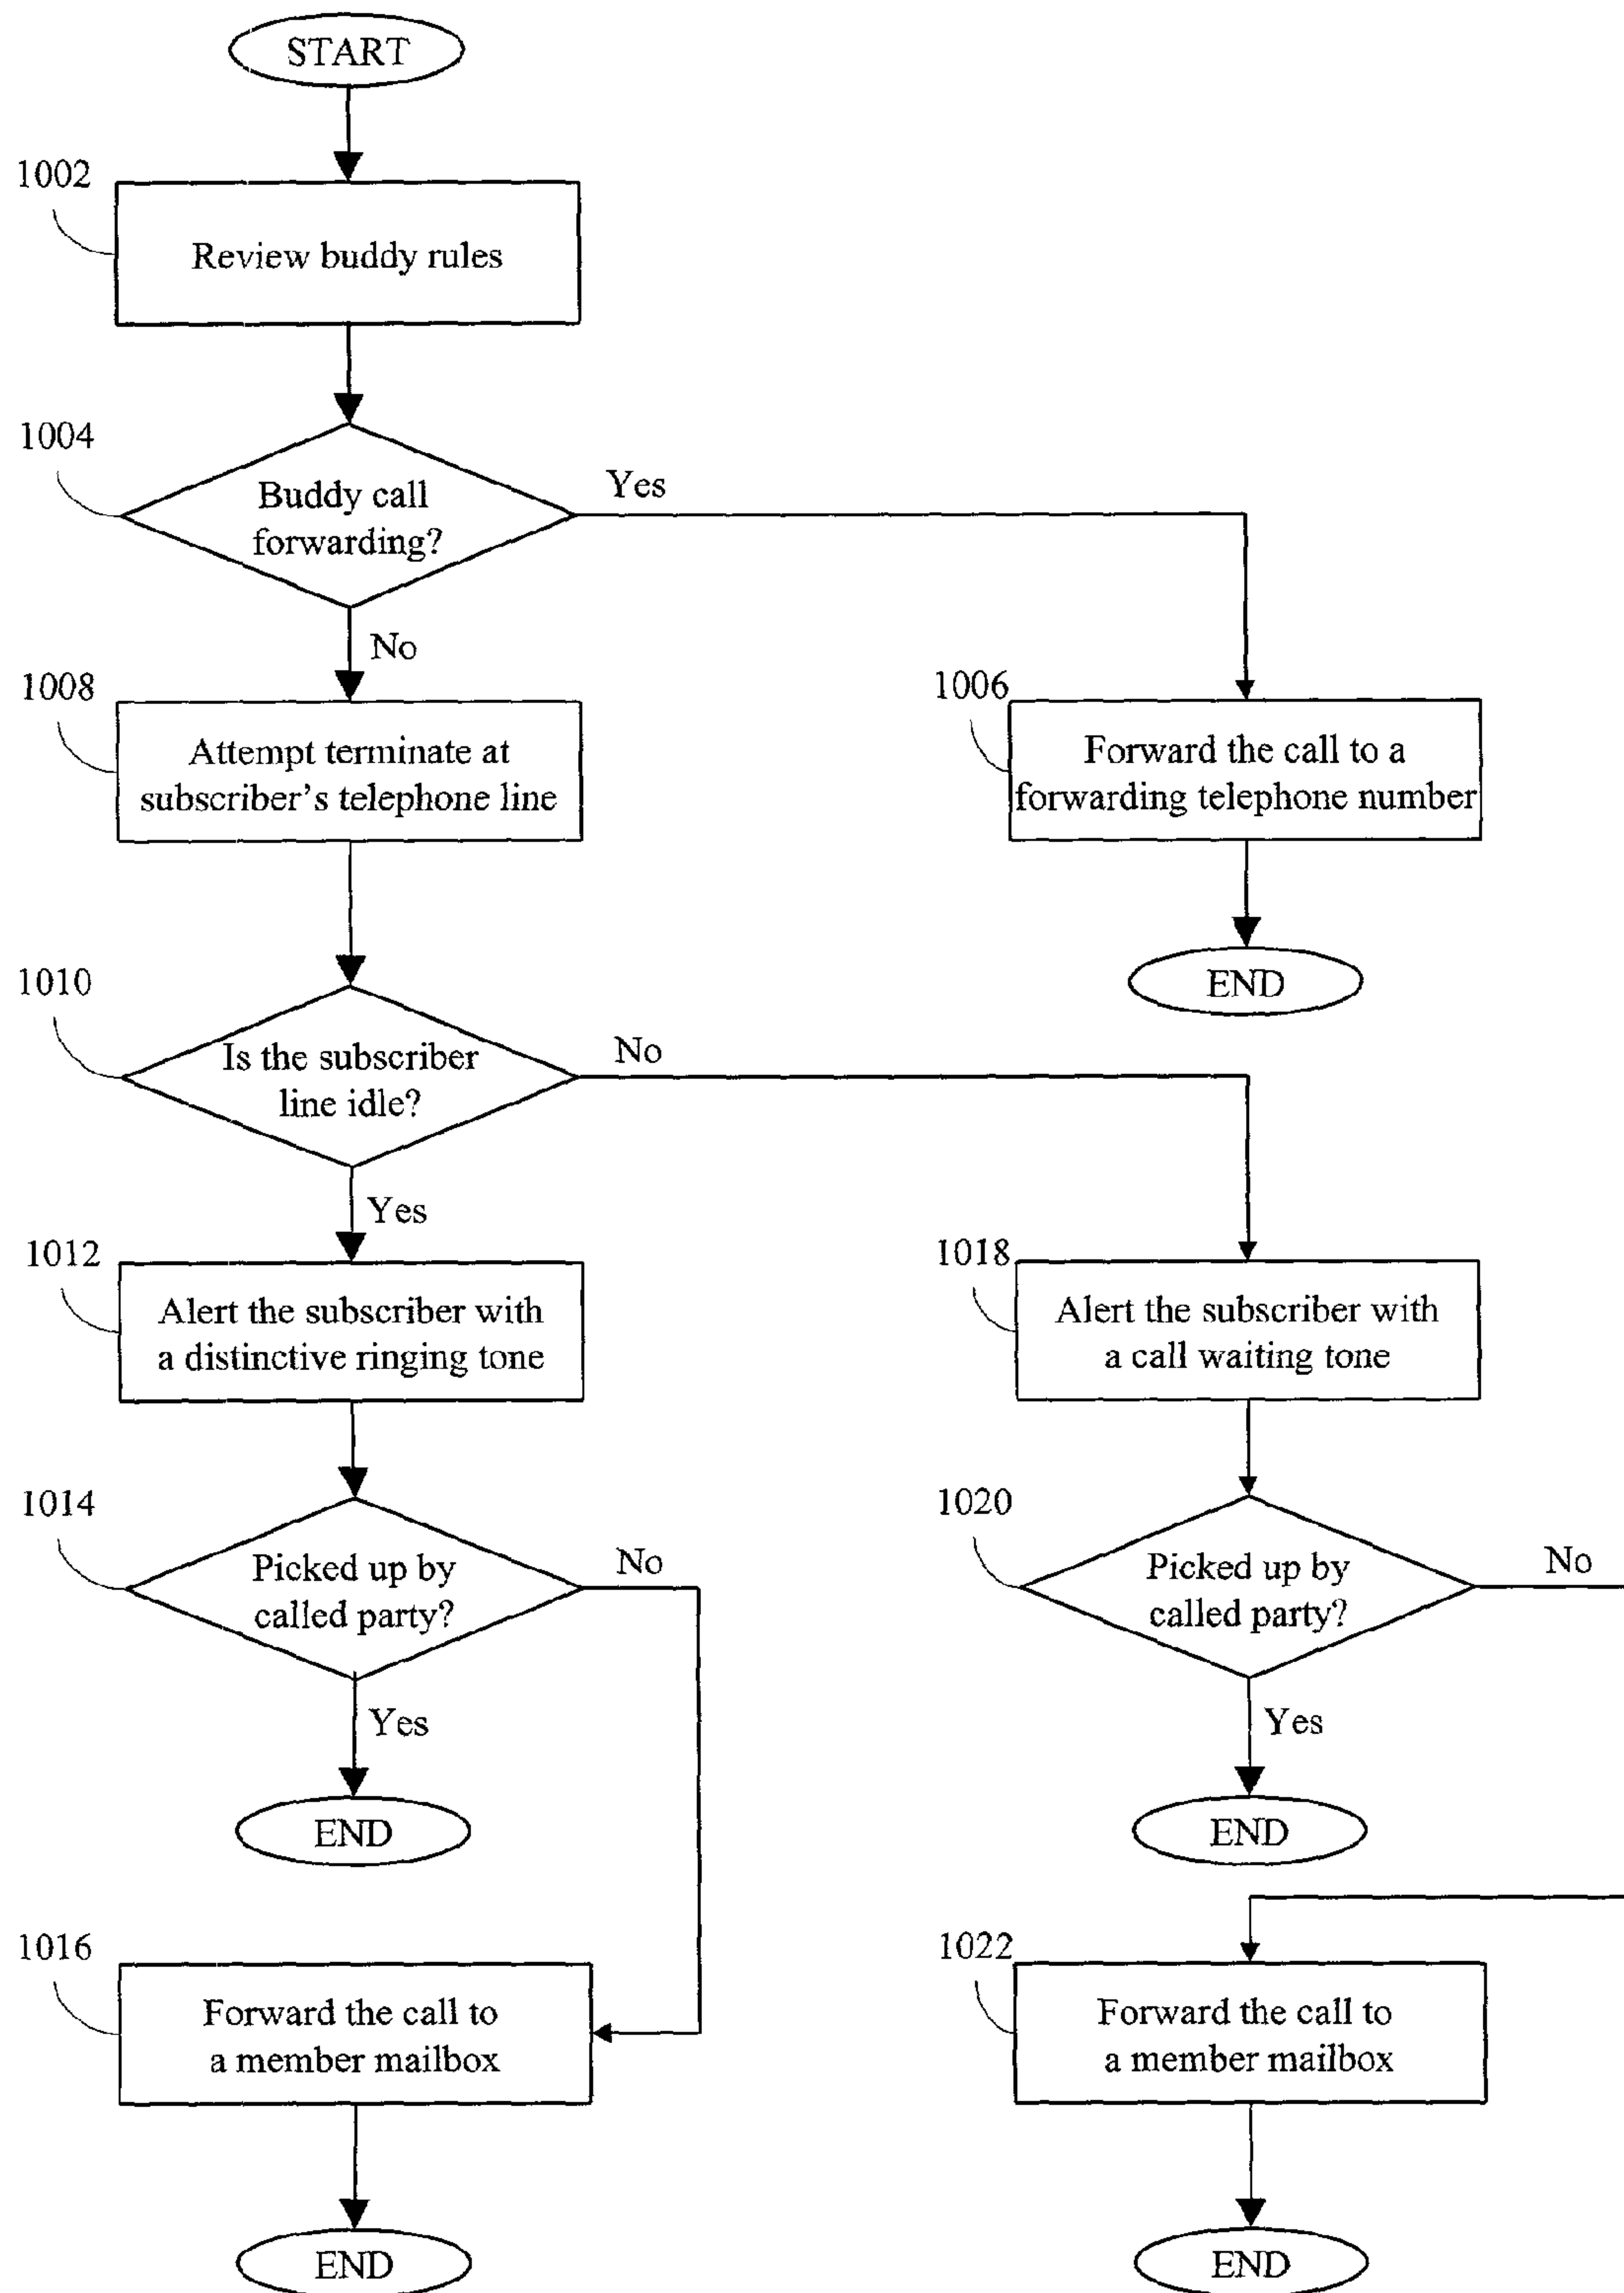 START
1002
Review buddy rules
1004
Buddy call
forwarding?
Yes
No
1008
Attempt terminate at
subscriber's telephone line
1006
Forward the call to a
forwarding telephone number
END
1010
Is the subscriber
line idle?
No
Yes
1012
Alert the subscriber with
a distinctive ringing tone
1018
Alert the subscriber with
a call waiting tone
1014
Picked up by
called party?
No
Yes
END
1020
Picked up by
called party?
No
Yes
END
1016
Forward the call to
a member mailbox
END
1022
Forward the call to
a member mailbox
END